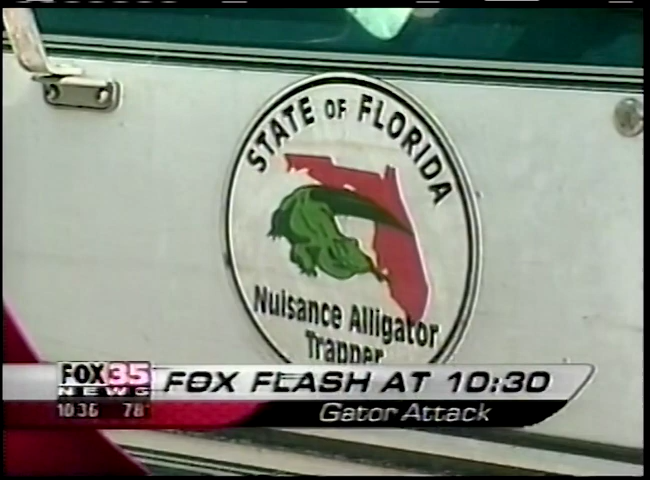 STATE OF FLORIDA
Nuisance Alligator
Trapper
FOX 35
NEWS
FOX FLASH AT 10:30
10:36 78°
Gator Attack